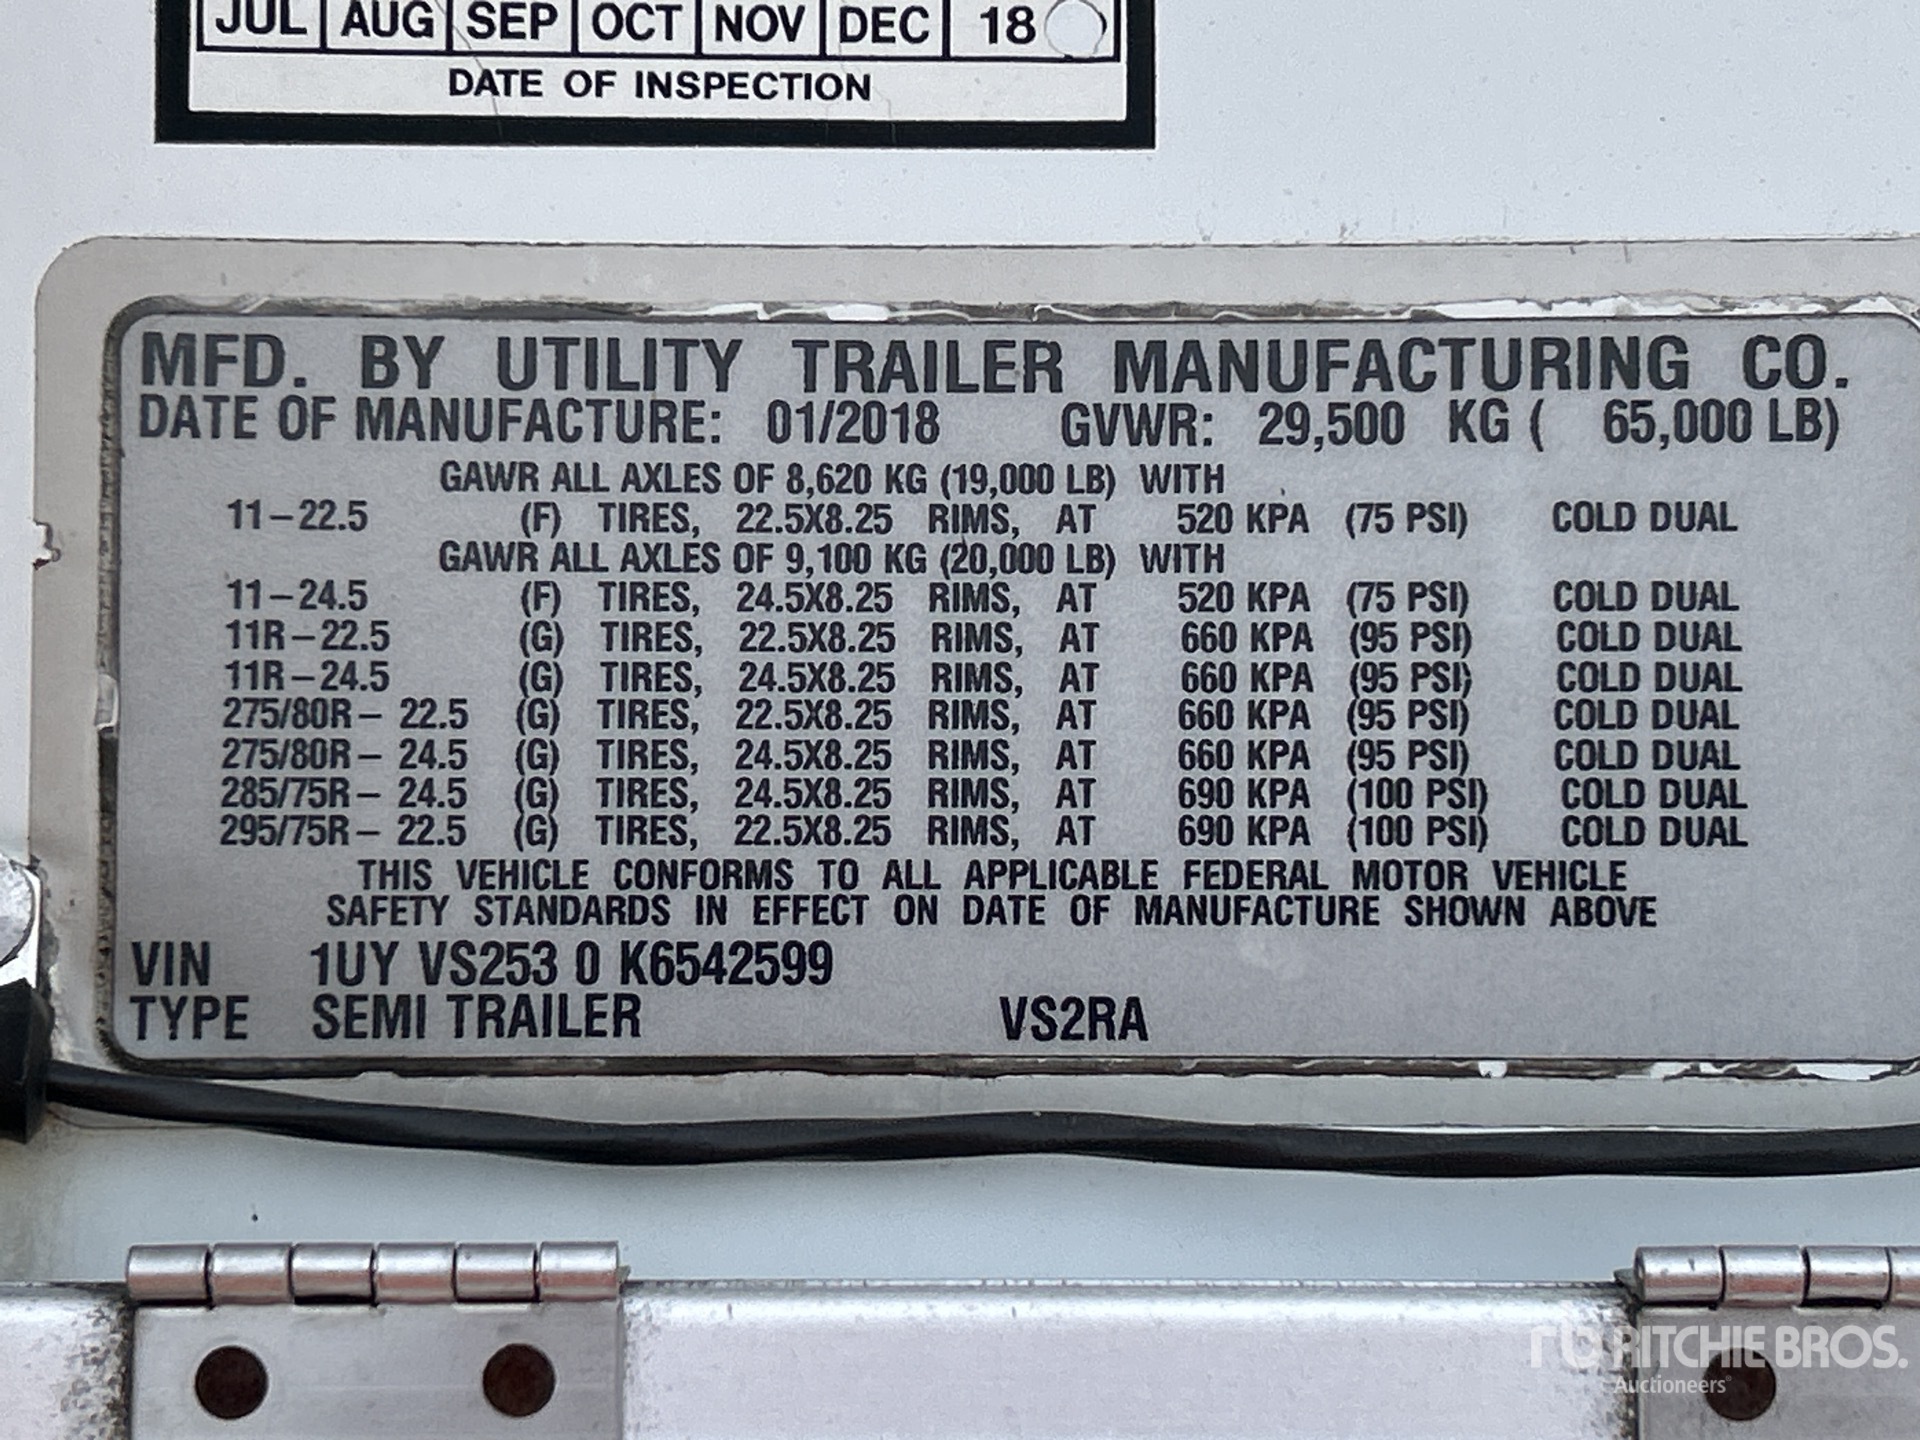 JUL AUG SEP OCT NOV DEC 18
DATE OF INSPECTION
MFD. BY UTILITY TRAILER MANUFACTURING CO.
DATE OF MANUFACTURE: 01/2018 GVWR: 29,500 KG ( 65,000 LB)
GAWR ALL AXLES OF 8,620 KG (19,000 LB) WITH
11-22.5 (F) TIRES, 22.5X8.25 RIMS, AT 520 KPA (75 PSI) COLD DUAL
GAWR ALL AXLES OF 9,100 KG (20,000 LB) WITH
11-24.5 (F) TIRES, 24.5X8.25 RIMS, AT 520 KPA (75 PSI) COLD DUAL
11R-22.5 (G) TIRES, 22.5X8.25 RIMS, AT 660 KPA (95 PSI) COLD DUAL
11R-24.5 (G) TIRES, 24.5X8.25 RIMS, AT 660 KPA (95 PSI) COLD DUAL
275/80R- 22.5 (G) TIRES, 22.5X8.25 RIMS, AT 660 KPA (95 PSI) COLD DUAL
275/80R- 24.5 (G) TIRES, 24.5X8.25 RIMS, AT 660 KPA (95 PSI) COLD DUAL
285/75R- 24.5 (G) TIRES, 24.5X8.25 RIMS, AT 690 KPA (100 PSI) COLD DUAL
295/75R- 22.5 (G) TIRES, 22.5X8.25 RIMS, AT 690 KPA (100 PSI) COLD DUAL
THIS VEHICLE CONFORMS TO ALL APPLICABLE FEDERAL MOTOR VEHICLE
SAFETY STANDARDS IN EFFECT ON DATE OF MANUFACTURE SHOWN ABOVE
VIN 1UY VS253 0 K6542599
TYPE SEMI TRAILER VS2RA
rb RITCHIE BROS.
Auctioneers